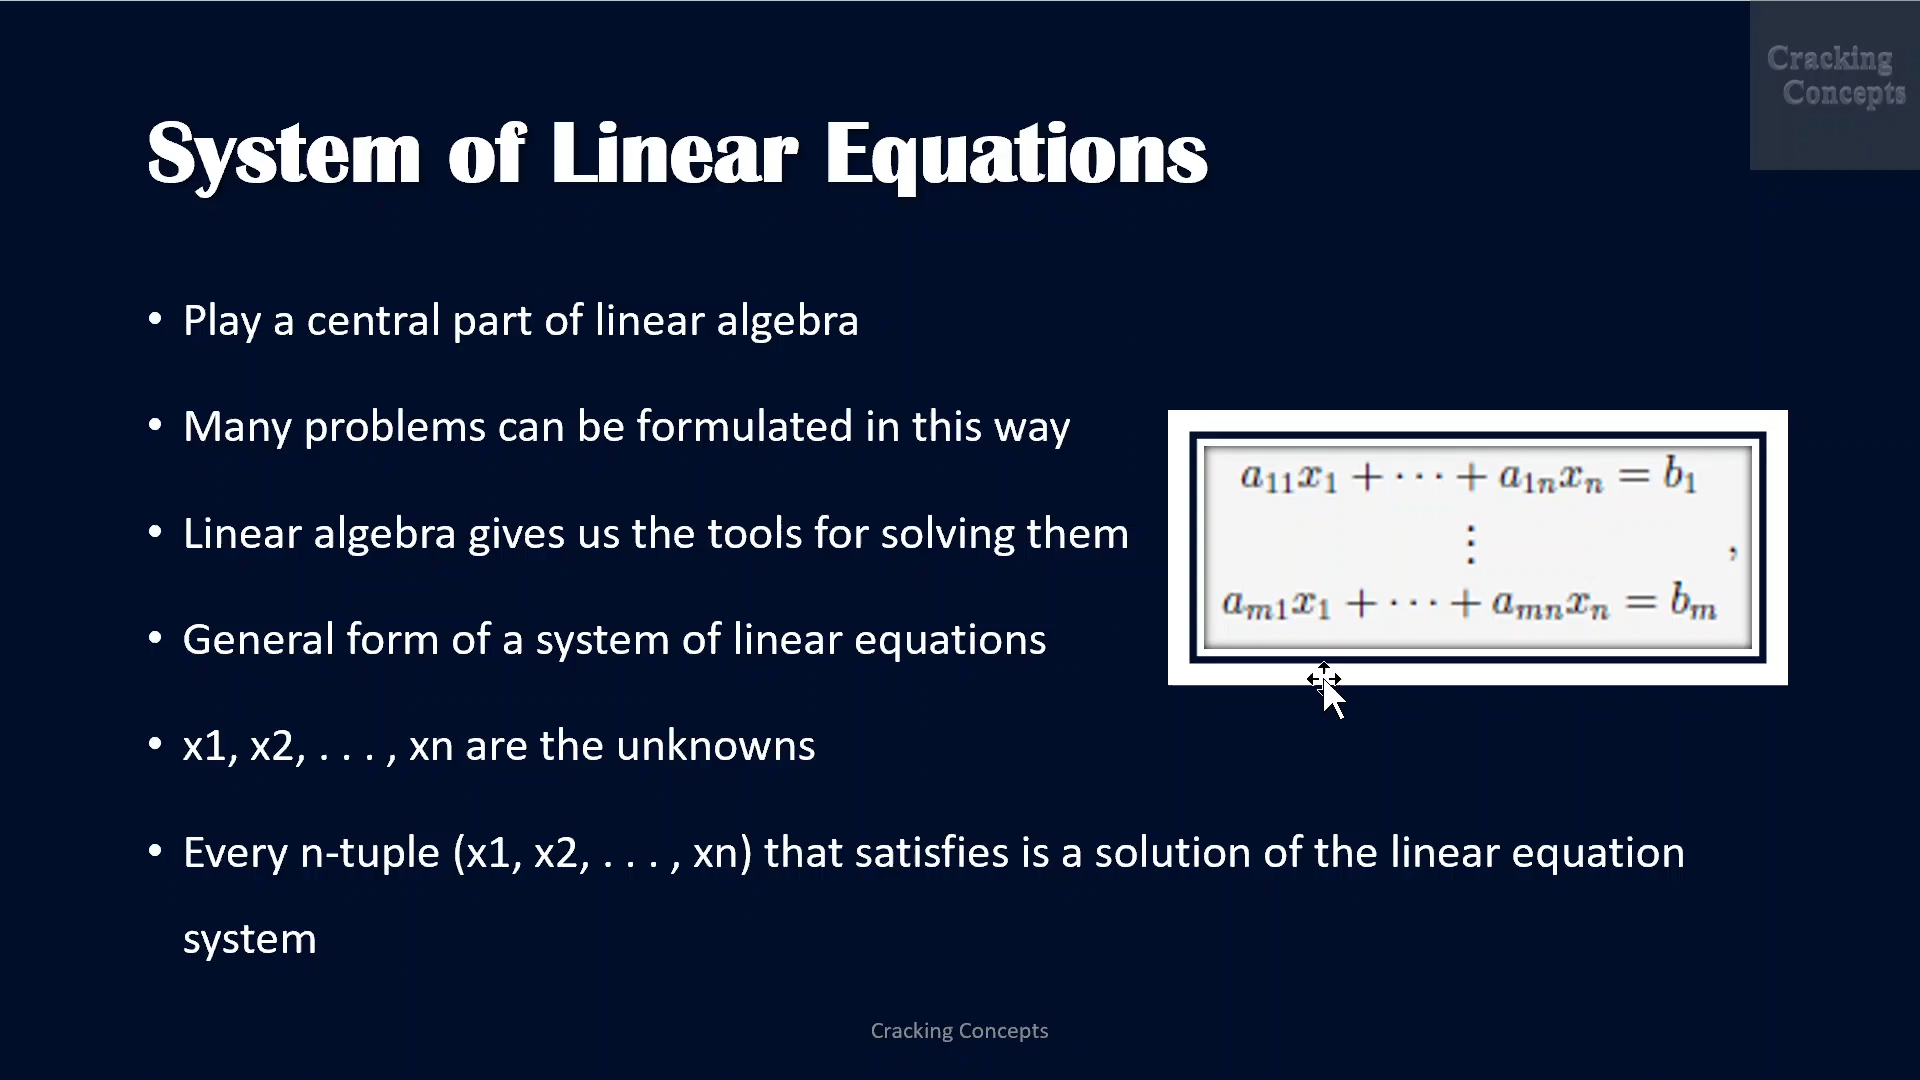 Cracking
Concepts
System of Linear Equations
• Play a central part of linear algebra
• Many problems can be formulated in this way
• Linear algebra gives us the tools for solving them
• General form of a system of linear equations
• x1, x2, . . . , xn are the unknowns
• Every n-tuple (x1, x2, . . . , xn) that satisfies is a solution of the linear equation
system
a₁₁x₁ + ⋯ + a₁ₙxₙ = b₁
⋮ ,
aₘ₁x₁ + ⋯ + aₘₙxₙ = bₘ
Cracking Concepts